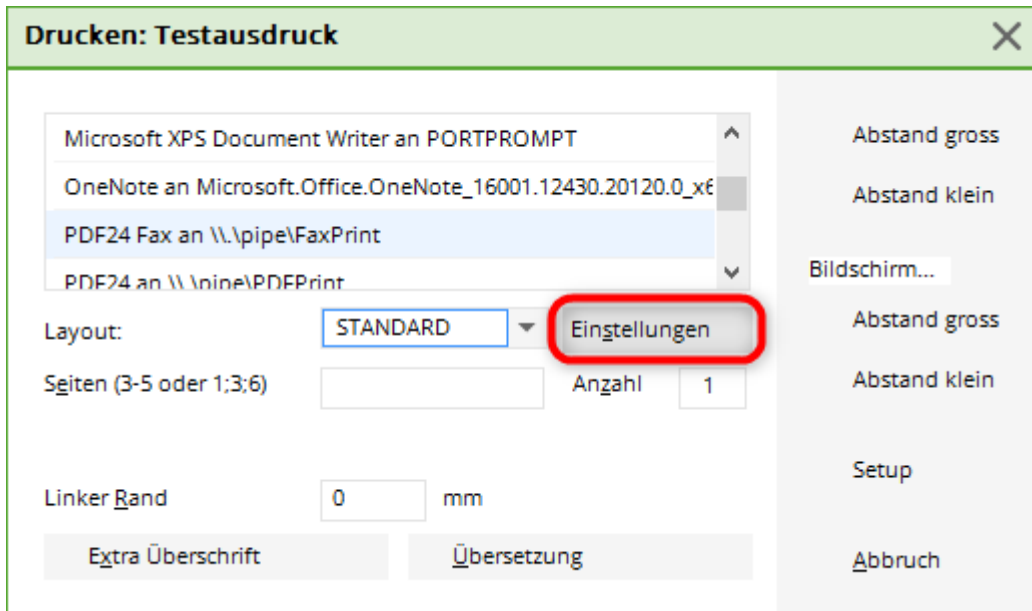 Drucken: Testausdruck
Microsoft XPS Document Writer an PORTPROMPT
OneNote an Microsoft.Office.OneNote_16001.12430.20120.0_x6
PDF24 Fax an \\.\pipe\FaxPrint
PDF24 an \\.\pipe\PDFPrint
Layout: STANDARD Einstellungen
Seiten (3-5 oder 1;3;6) Anzahl 1
Linker Rand 0 mm
Extra Überschrift Übersetzung
Abstand gross
Abstand klein
Bildschirm...
Abstand gross
Abstand klein
Setup
Abbruch